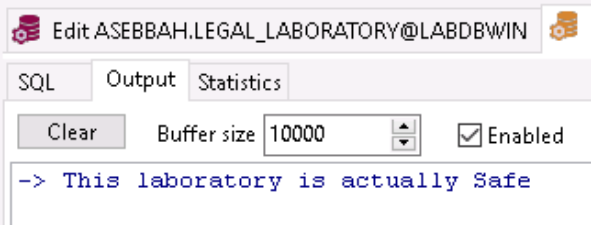 Edit ASEBBAH.LEGAL_LABORATORY@LABDBWIN
SQL Output Statistics
Clear Buffer size 10000 Enabled
-> This laboratory is actually Safe